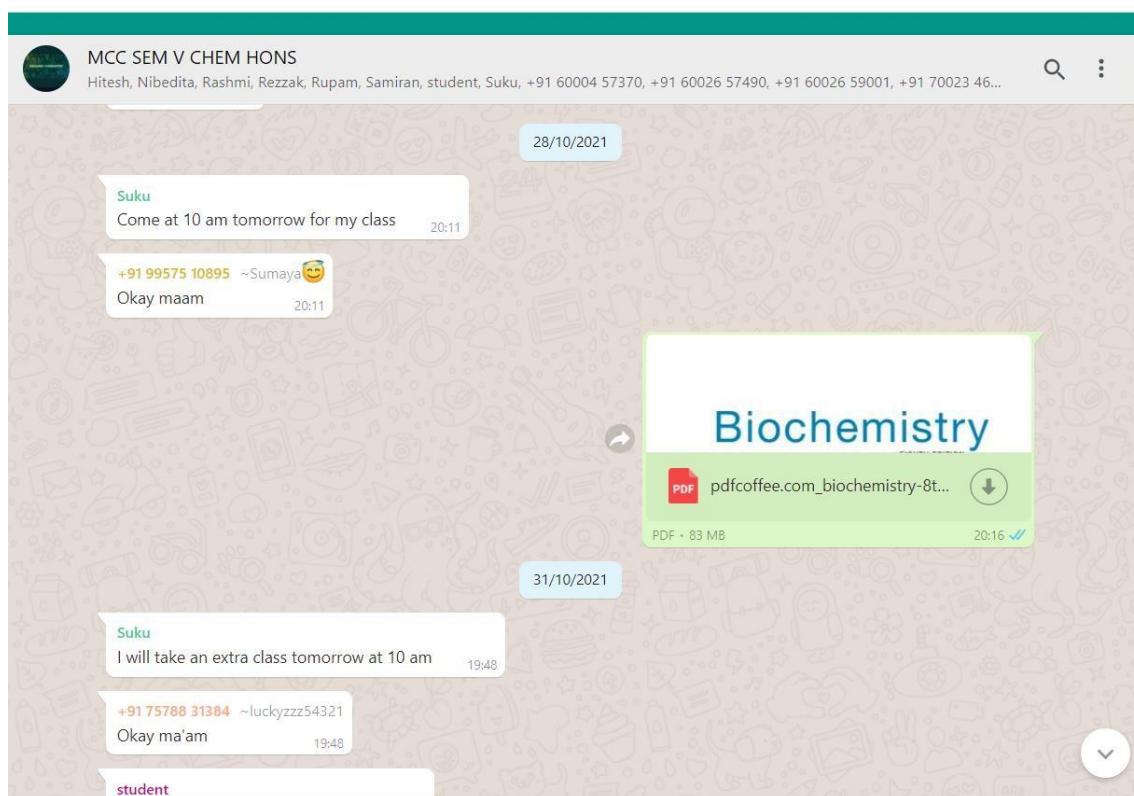 MCC SEM V CHEM HONS
Hitesh, Nibedita, Rashmi, Rezzak, Rupam, Samiran, student, Suku, +91 60004 57370, +91 60026 57490, +91 60026 59001, +91 70023 46...
28/10/2021
Suku
Come at 10 am tomorrow for my class
20:11
+91 99575 10895 ~Sumaya😇
Okay maam
20:11
Biochemistry
PDF
pdfcoffee.com_biochemistry-8t...
PDF • 83 MB
20:16
31/10/2021
Suku
I will take an extra class tomorrow at 10 am
19:48
+91 75788 31384 ~luckyzzz54321
Okay ma'am
19:48
student